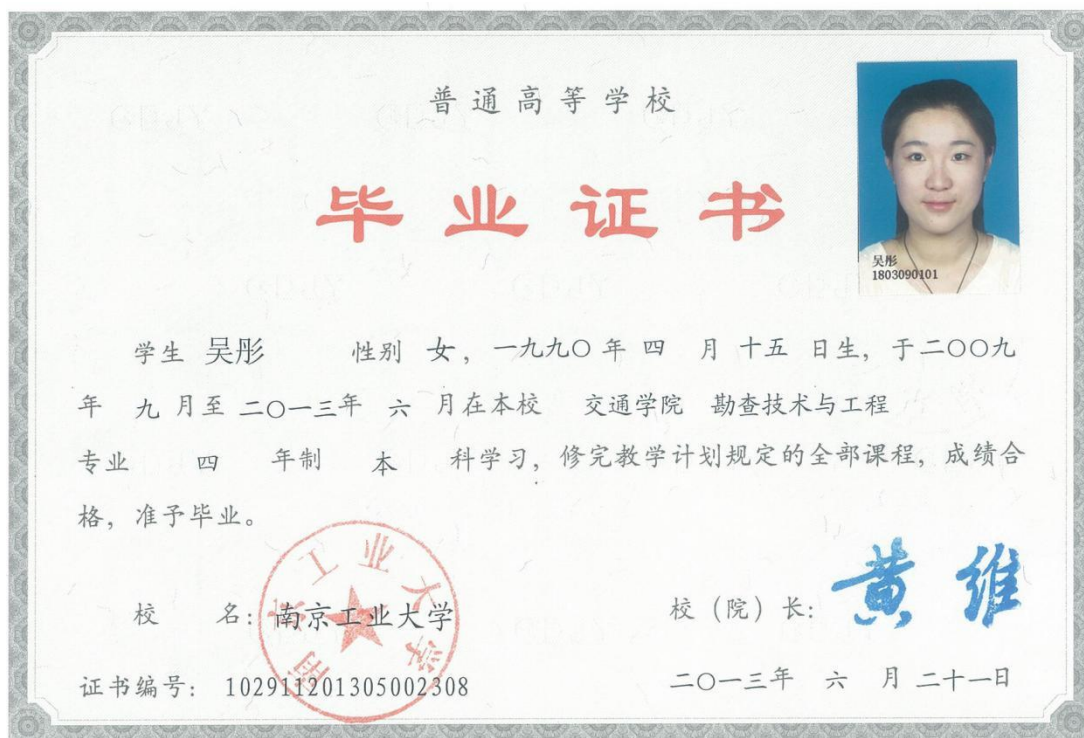 普通高等学校
毕业证书
吴彤
1803090101
学生 吴彤 性别 女，一九九〇年 四 月 十五 日生，于二〇〇九
年 九 月至 二〇一三年 六 月在本校 交通学院 勘查技术与工程
专业 四 年制 本 科学习，修完教学计划规定的全部课程，成绩合
格，准予毕业。
南京工业大学
校 名：南京工业大学
校（院）长：黄维
证书编号：102911201305002308
二〇一三年 六 月 二十一日